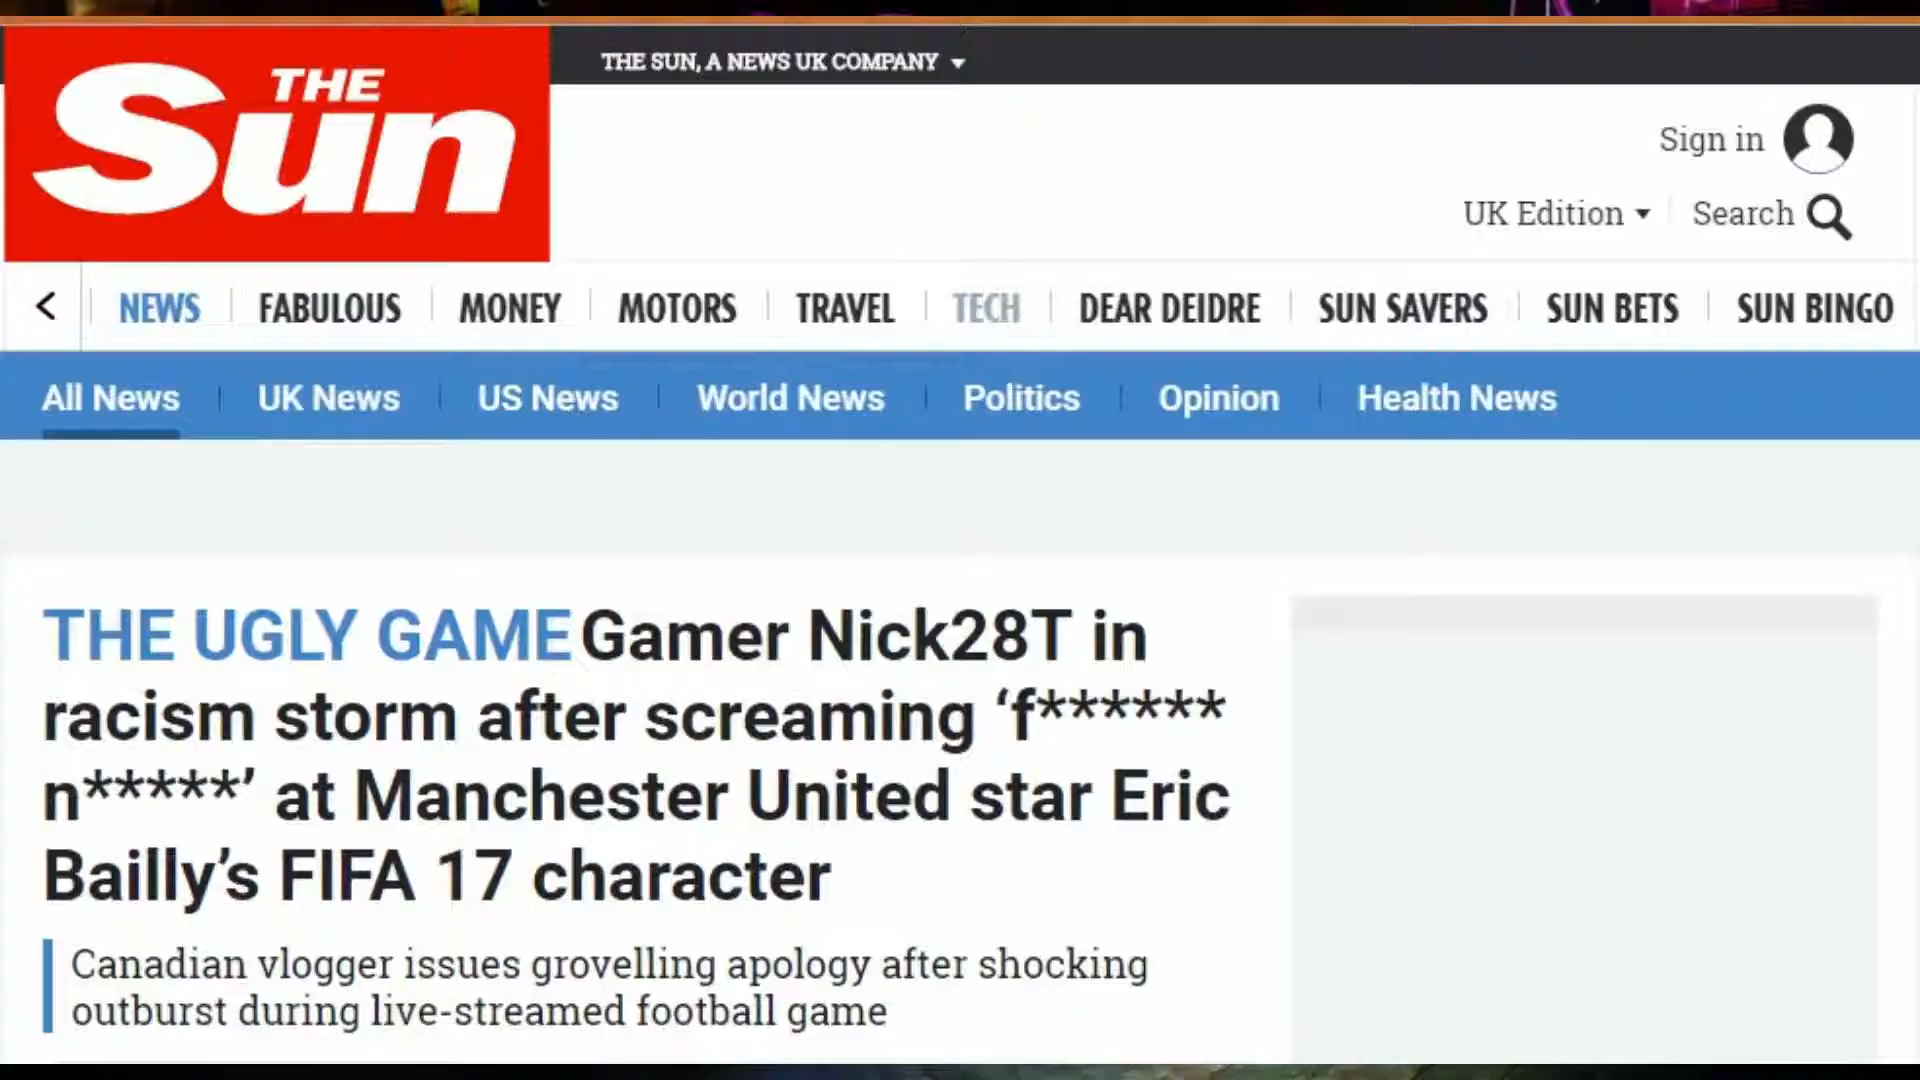 THE
Sun
THE SUN, A NEWS UK COMPANY
Sign in
UK Edition
Search
NEWS FABULOUS MONEY MOTORS TRAVEL TECH DEAR DEIDRE SUN SAVERS SUN BETS SUN BINGO
All News UK News US News World News Politics Opinion Health News
THE UGLY GAME Gamer Nick28T in
racism storm after screaming ‘f******
n*****’ at Manchester United star Eric
Bailly’s FIFA 17 character
Canadian vlogger issues grovelling apology after shocking
outburst during live-streamed football game